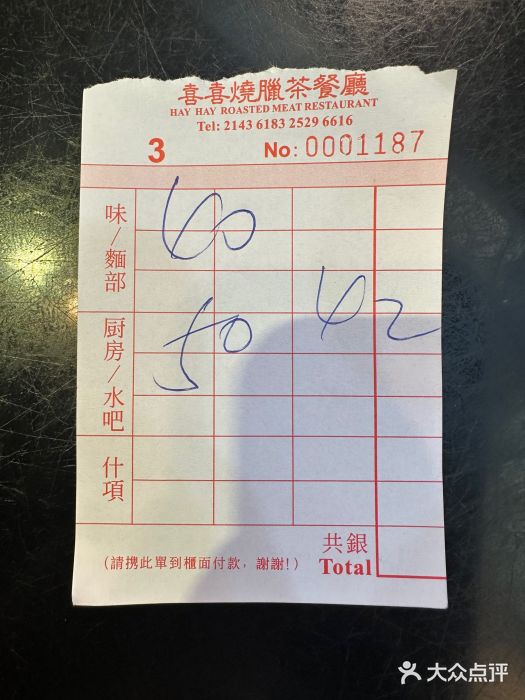 喜喜燒臘茶餐廳
HAY HAY ROASTED MEAT RESTAURANT
Tel: 2143 6183 2529 6616
3 No: 0001187
味/麵部
60
厨房/水吧
50 42
什項
共銀
(請携此單到櫃面付款，謝謝!) Total
大众点评